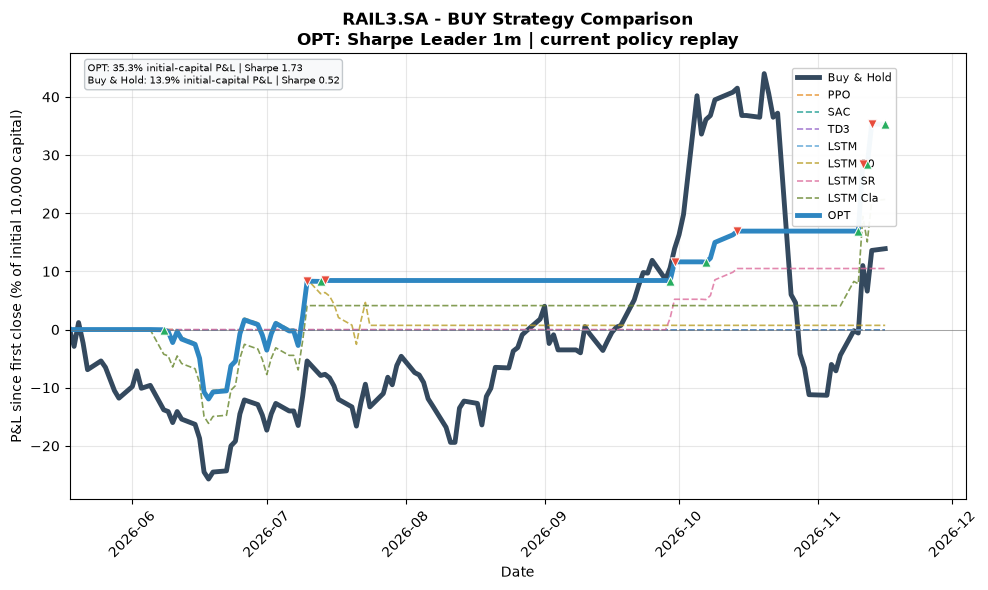 RAIL3.SA - BUY Strategy Comparison
OPT: Sharpe Leader 1m | current policy replay
OPT: 35.3% initial-capital P&L | Sharpe 1.73
Buy & Hold: 13.9% initial-capital P&L | Sharpe 0.52
Buy & Hold
PPO
SAC
TD3
LSTM
LSTM
LSTM SR
LSTM Cla
OPT
P&L since first close (% of initial 10,000 capital)
40
30
20
10
0
−10
−20
2026-06
2026-07
2026-08
2026-09
2026-10
2026-11
2026-12
Date